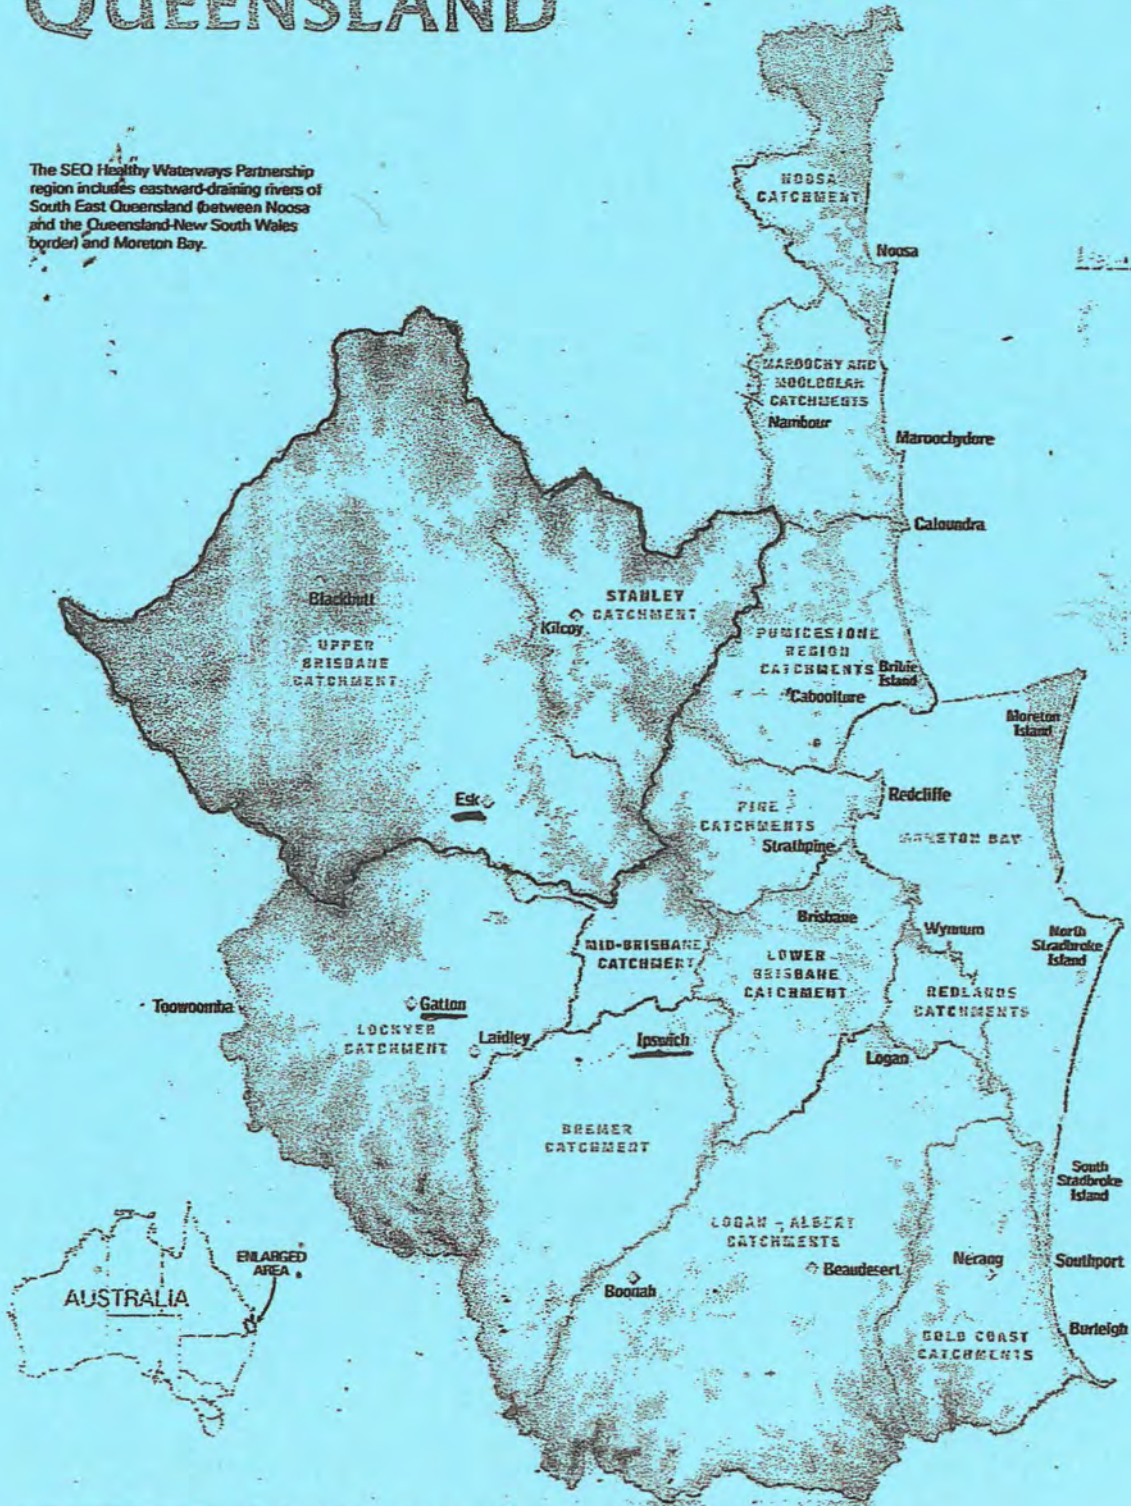 QUEENSLAND
The SEQ Healthy Waterways Partnership
region includes eastward-draining rivers of
South East Queensland (between Noosa
and the Queensland-New South Wales
border) and Moreton Bay.
NOOSA
CATCHMENT
Noosa
MAROOCHY AND
MOOLOOLAH
CATCHMENTS
Nambour
Maroochydore
Caloundra
STANLEY
CATCHMENT
Kilcoy
Blackbutt
UPPER
BRISBANE
CATCHMENT
PUMICESTONE
REGION
CATCHMENTS
Bribie
Island
Caboolture
Moreton
Island
Esk
Redcliffe
PINE
CATCHMENTS
Strathpine
MORETON BAY
Brisbane
Wynnum
North
Stradbroke
Island
MID-BRISBANE
CATCHMENT
LOWER
BRISBANE
CATCHMENT
REDLANDS
CATCHMENTS
Toowoomba
Gatton
LOCKYER
CATCHMENT
Laidley
Ipswich
Logan
BREMER
CATCHMENT
South
Stadbroke
Island
LOGAN - ALBERT
CATCHMENTS
Beaudesert
Nerang
Southport
Boonah
GOLD COAST
CATCHMENTS
Burleigh
ENLARGED
AREA
AUSTRALIA